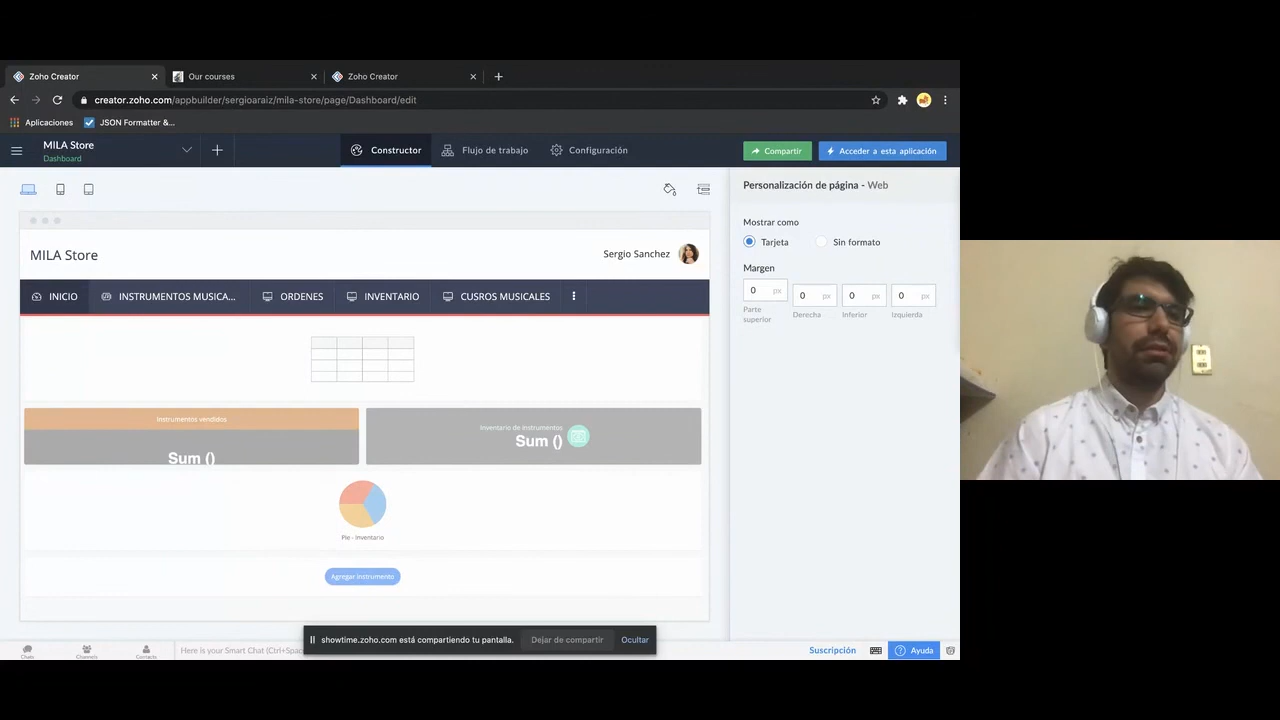 Zoho Creator
Our courses
Zoho Creator
creator.zoho.com/appbuilder/sergioaraiz/mila-store/page/Dashboard/edit
Aplicaciones
JSON Formatter &...
MILA Store
Dashboard
Constructor
Flujo de trabajo
Configuración
Compartir
Acceder a esta aplicación
Personalización de página - Web
Mostrar como
Tarjeta
Sin formato
Margen
0 px
0 px
0 px
0 px
Parte superior
Derecha
Inferior
Izquierda
MILA Store
Sergio Sanchez
INICIO
INSTRUMENTOS MUSICA...
ORDENES
INVENTARIO
CUSROS MUSICALES
Instrumentos vendidos
Sum ()
Inventario de instrumentos
Sum ()
Pie - Inventario
Agregar instrumento
showtime.zoho.com está compartiendo tu pantalla.
Dejar de compartir
Ocultar
Chats
Channels
Contacts
Here is your Smart Chat (Ctrl+Spac
Suscripción
Ayuda